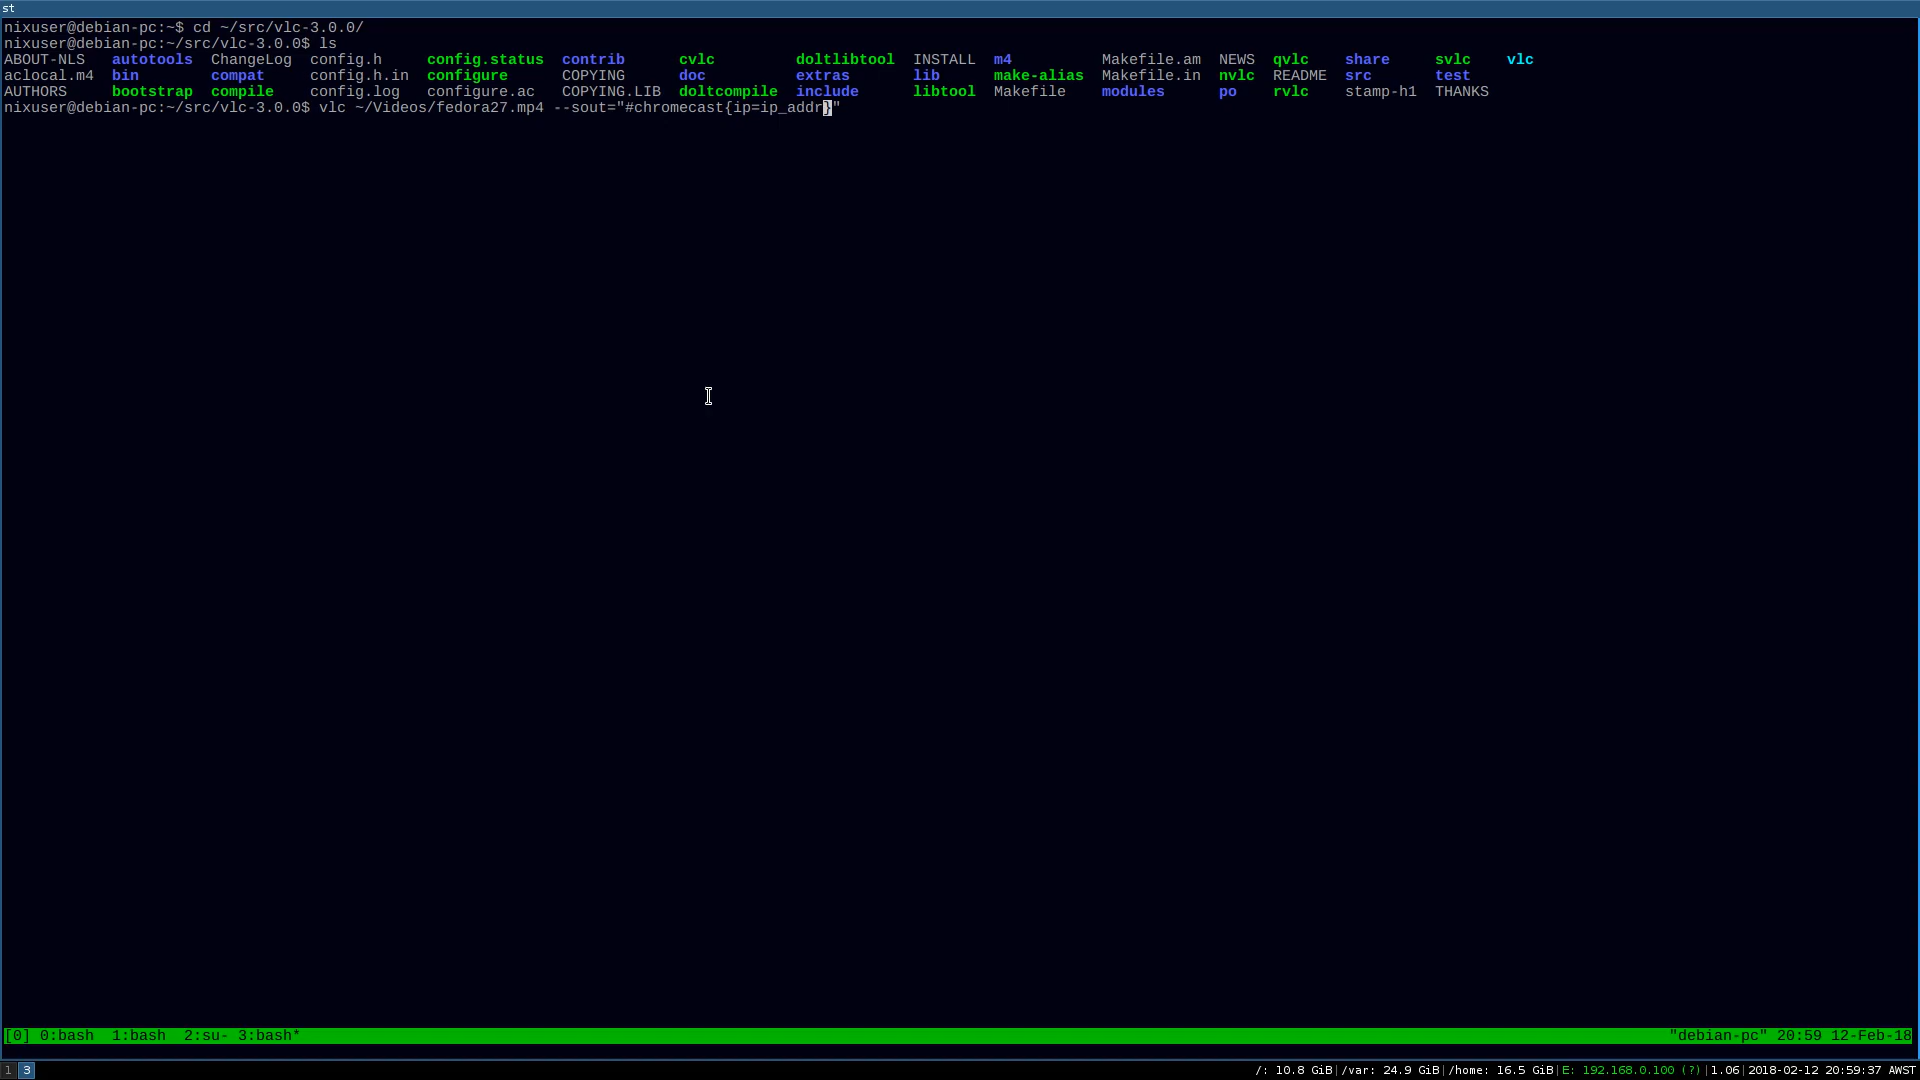 st
nixuser@debian-pc:~$ cd ~/src/vlc-3.0.0/
nixuser@debian-pc:~/src/vlc-3.0.0$ ls
ABOUT-NLS autotools ChangeLog config.h config.status contrib cvlc doltlibtool INSTALL m4 Makefile.am NEWS qvlc share svlc vlc
aclocal.m4 bin compat config.h.in configure COPYING doc extras lib make-alias Makefile.in nvlc README src test
AUTHORS bootstrap compile config.log configure.ac COPYING.LIB doltcompile include libtool Makefile modules po rvlc stamp-h1 THANKS
nixuser@debian-pc:~/src/vlc-3.0.0$ vlc ~/Videos/fedora27.mp4 --sout="#chromecast{ip=ip_addr}"
[0] 0:bash 1:bash 2:su- 3:bash* "debian-pc" 20:59 12-Feb-18
1 3 /: 10.8 GiB|/var: 24.9 GiB|/home: 16.5 GiB|E: 192.168.0.100 (?)|1.06|2018-02-12 20:59:37 AWST